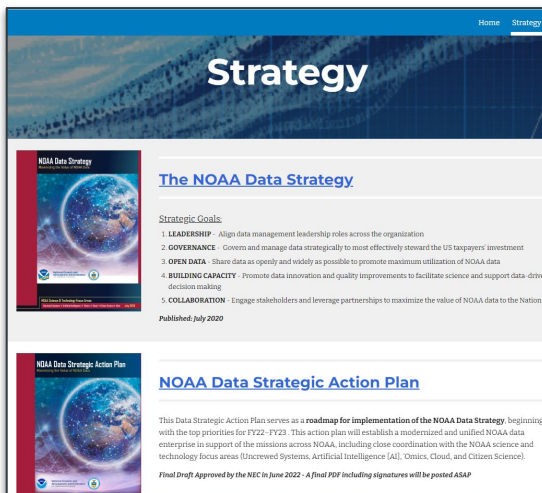 Home Strategy
Strategy
NOAA Data Strategy
Maximizing the Value of NOAA Data
The NOAA Data Strategy
Strategic Goals:
1. LEADERSHIP - Align data management leadership roles across the organization
2. GOVERNANCE - Govern and manage data strategically to most effectively steward the US taxpayers' investment
3. OPEN DATA - Share data as openly and widely as possible to promote maximum utilization of NOAA data
4. BUILDING CAPACITY - Promote data innovation and quality improvements to facilitate science and support data-drive
decision making
5. COLLABORATION - Engage stakeholders and leverage partnerships to maximize the value of NOAA data to the Nation
Published: July 2020
NOAA Science & Technology Focus Areas
July 2020
NOAA Data Strategic Action Plan
Maximizing the Value of NOAA Data
NOAA Data Strategic Action Plan
This Data Strategic Action Plan serves as a roadmap for implementation of the NOAA Data Strategy, beginning
with the top priorities for FY22–FY23 . This action plan will establish a modernized and unified NOAA data
enterprise in support of the missions across NOAA, including close coordination with the NOAA science and
technology focus areas (Uncrewed Systems, Artificial Intelligence [AI], 'Omics, Cloud, and Citizen Science).
Final Draft Approved by the NEC in June 2022 - A final PDF including signatures will be posted ASAP